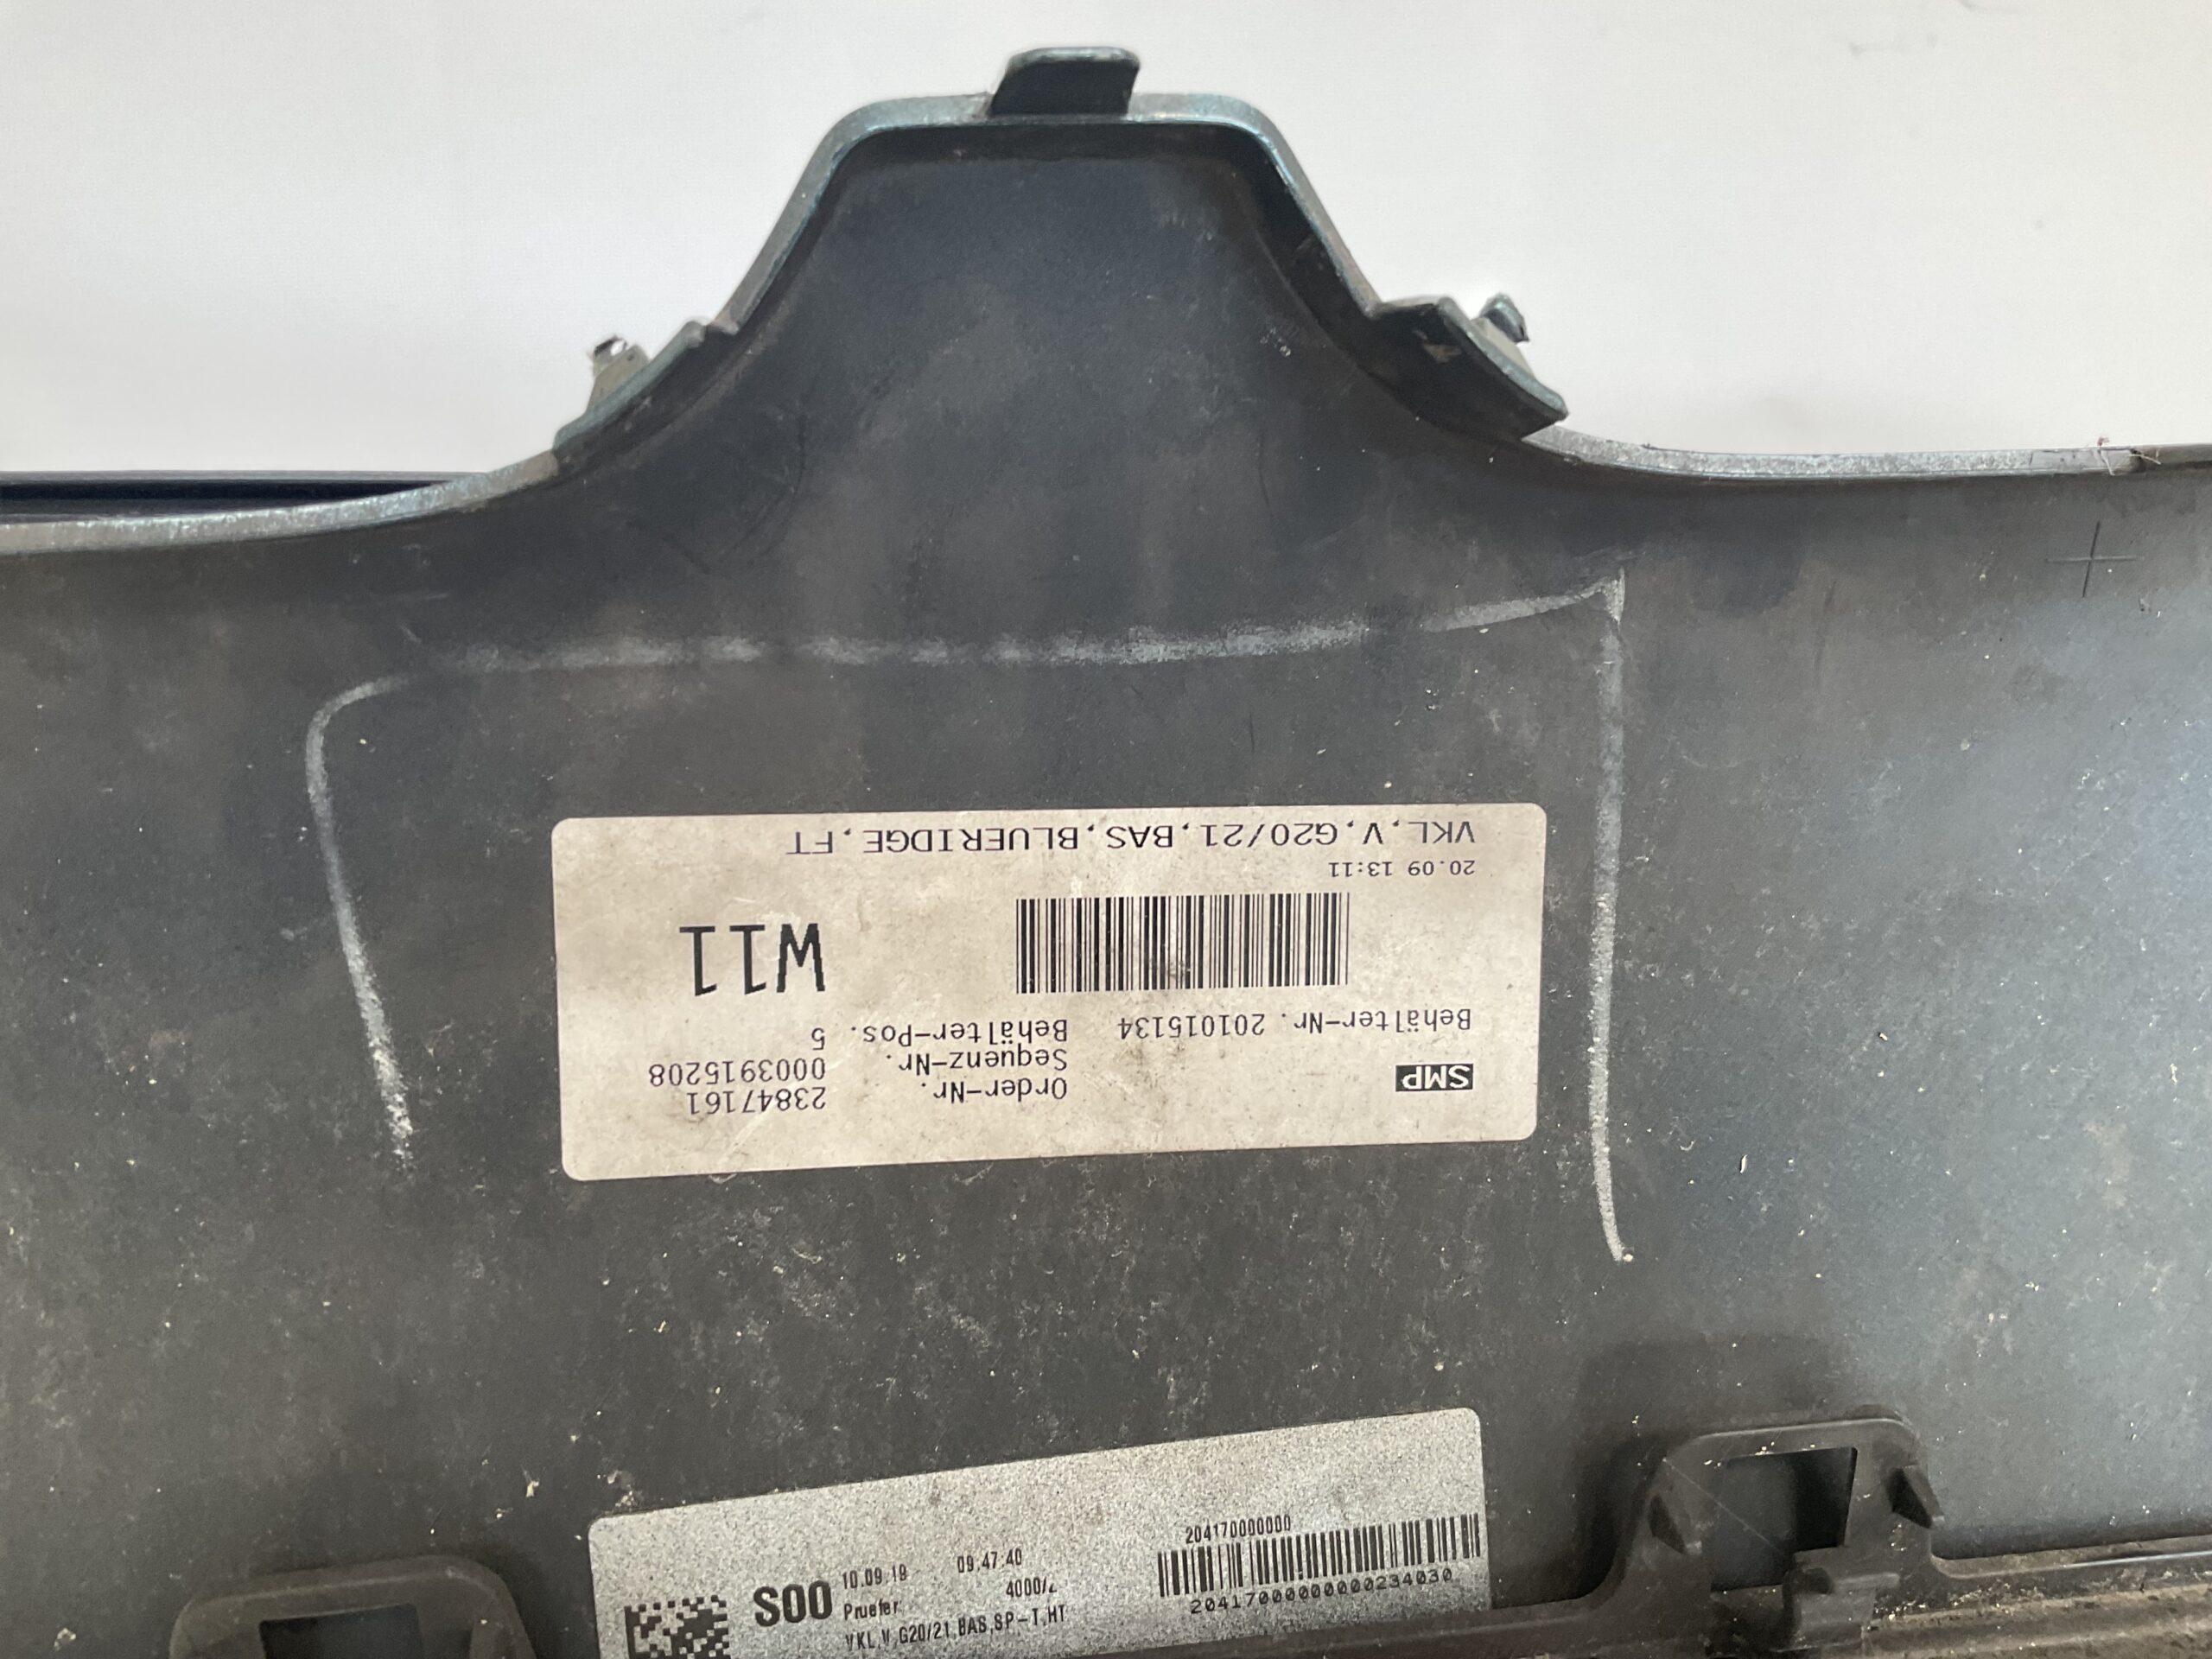 SMP
Order-Nr. 23847161
Sequenz-Nr. 0003915208
Behälter-Nr. 201015134 Behälter-Pos. 5
W11
20.09 13:11
VKL,V,G20/21,BAS,BLUERIDGE,FT
204170000000
S00 10.09.19 09:47:40
Pruefer
204170000000000234030
VKL,V,G20/21,BAS,SP-T,HT